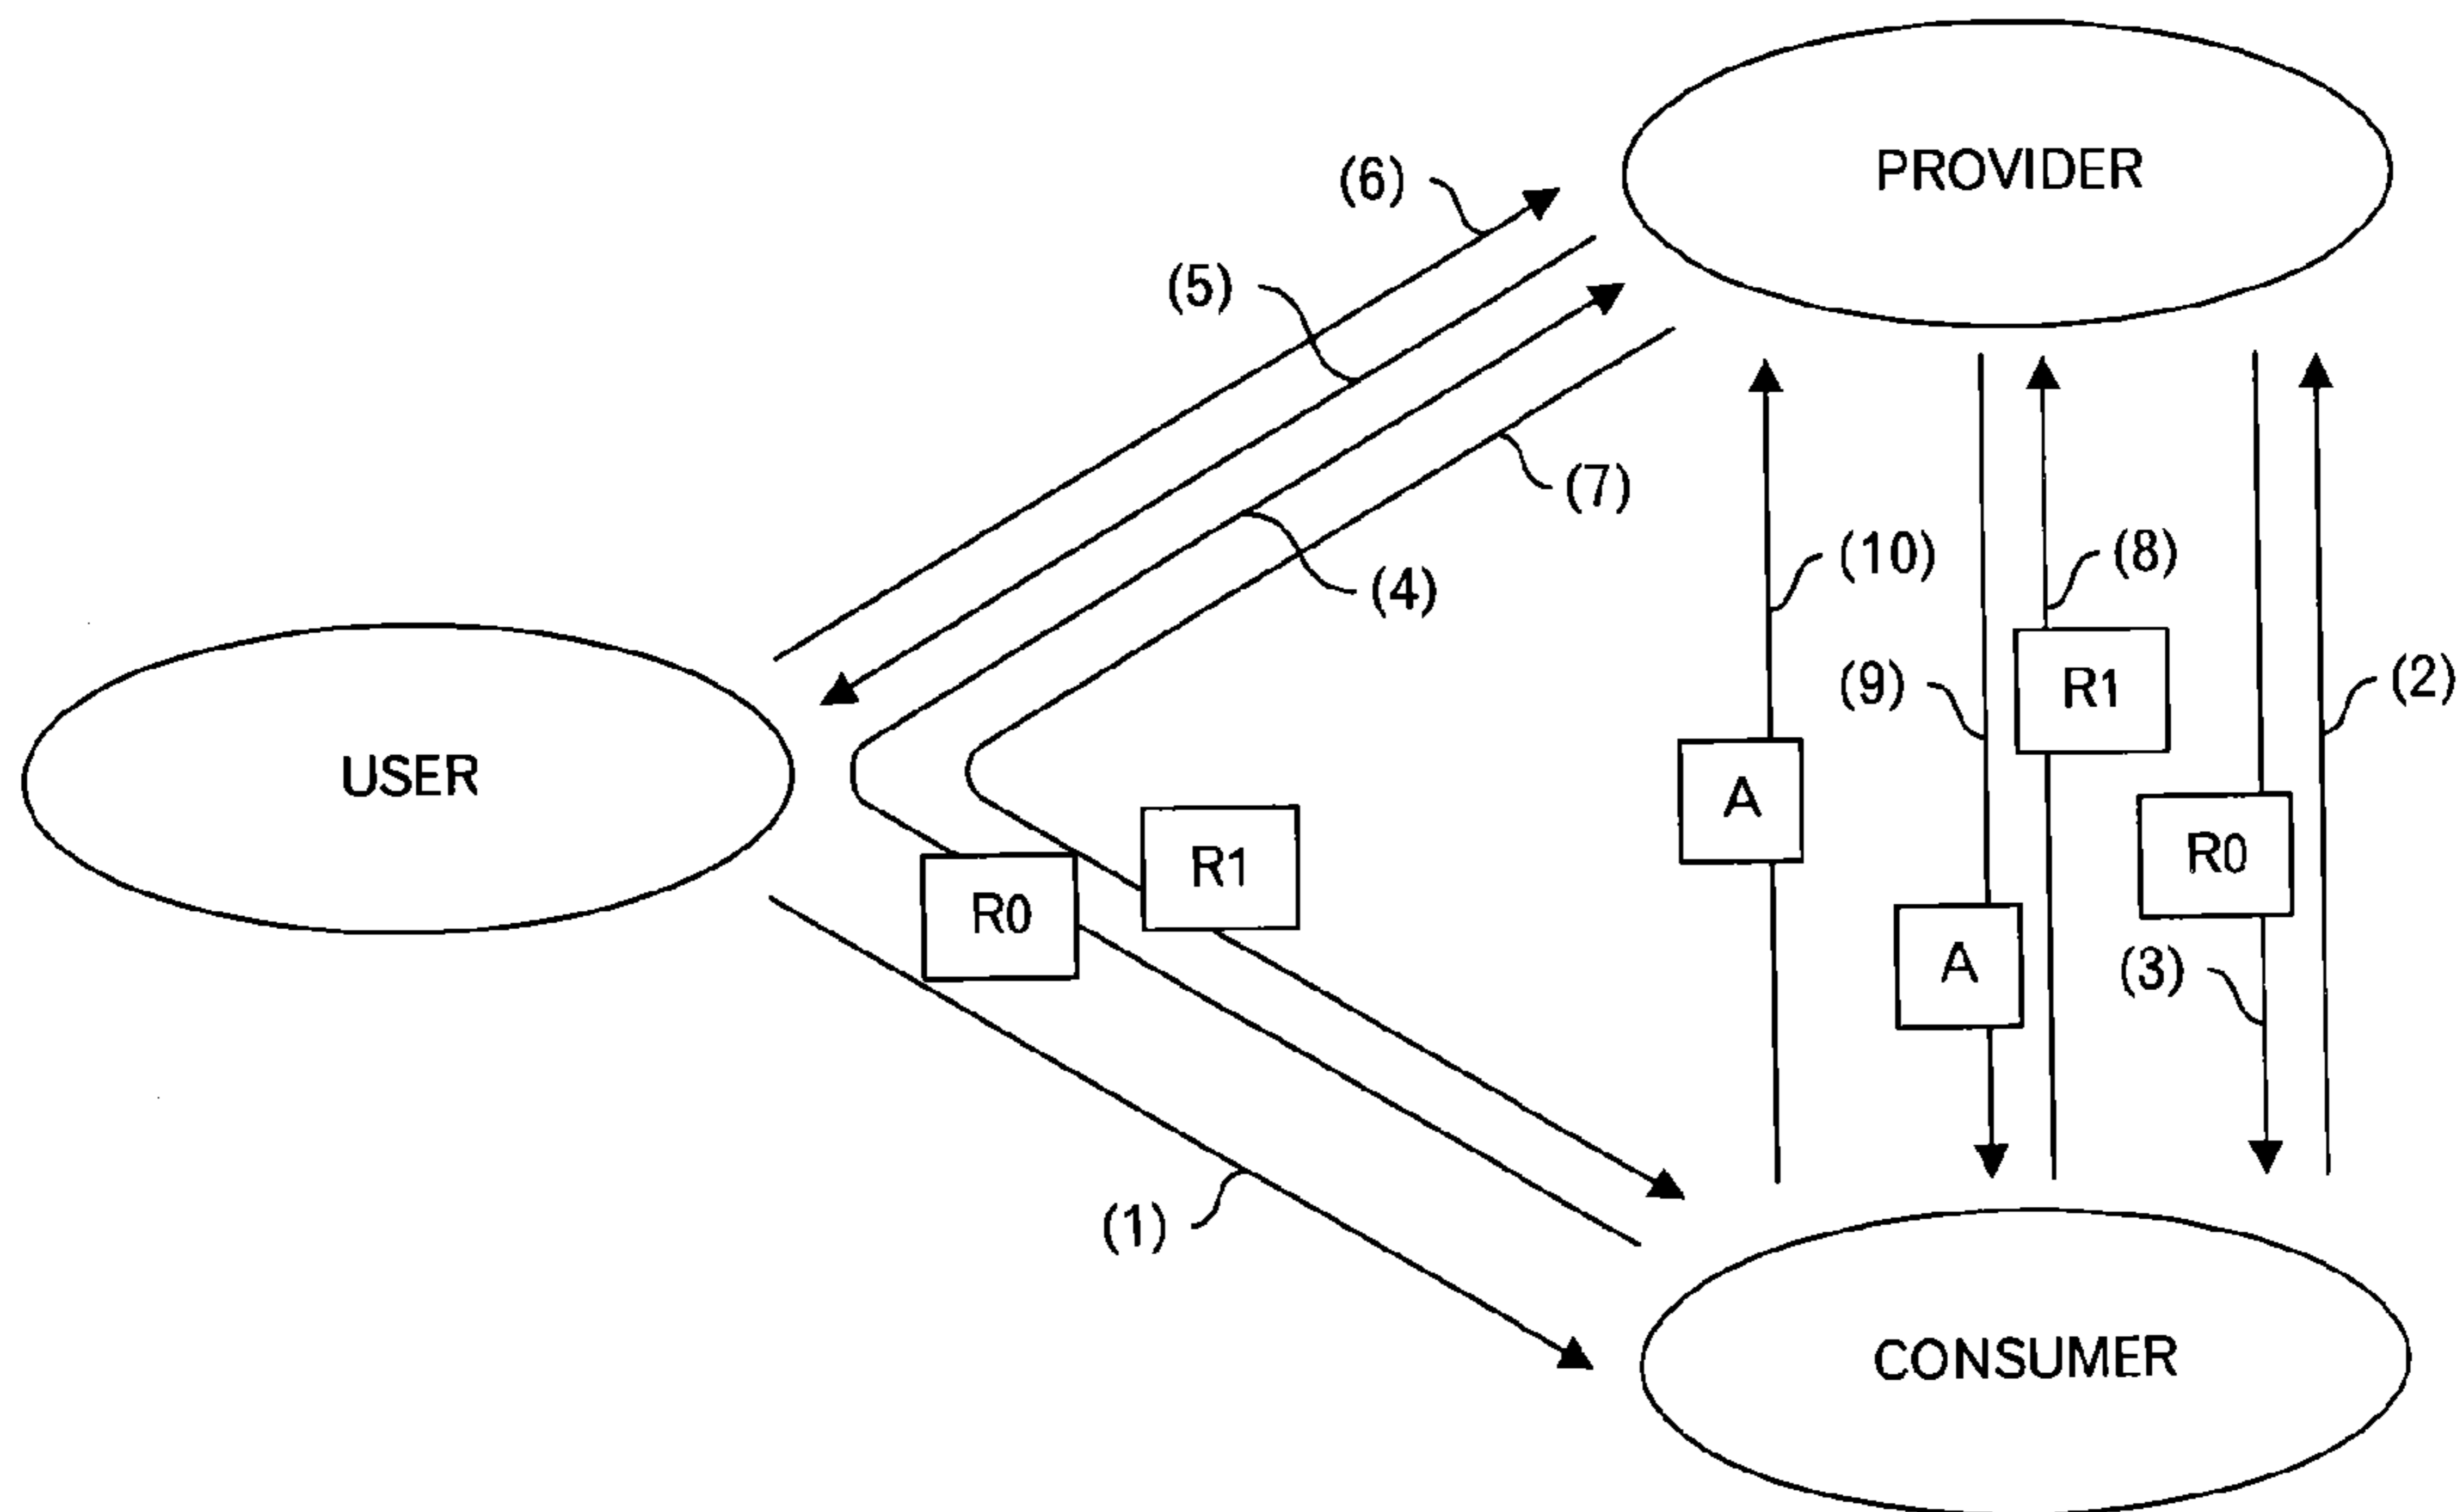 PROVIDER
(6)
(5)
(7)
(10)
(8)
(4)
(9)
R1
(2)
USER
A
R0
R1
R0
A
(3)
(1)
CONSUMER